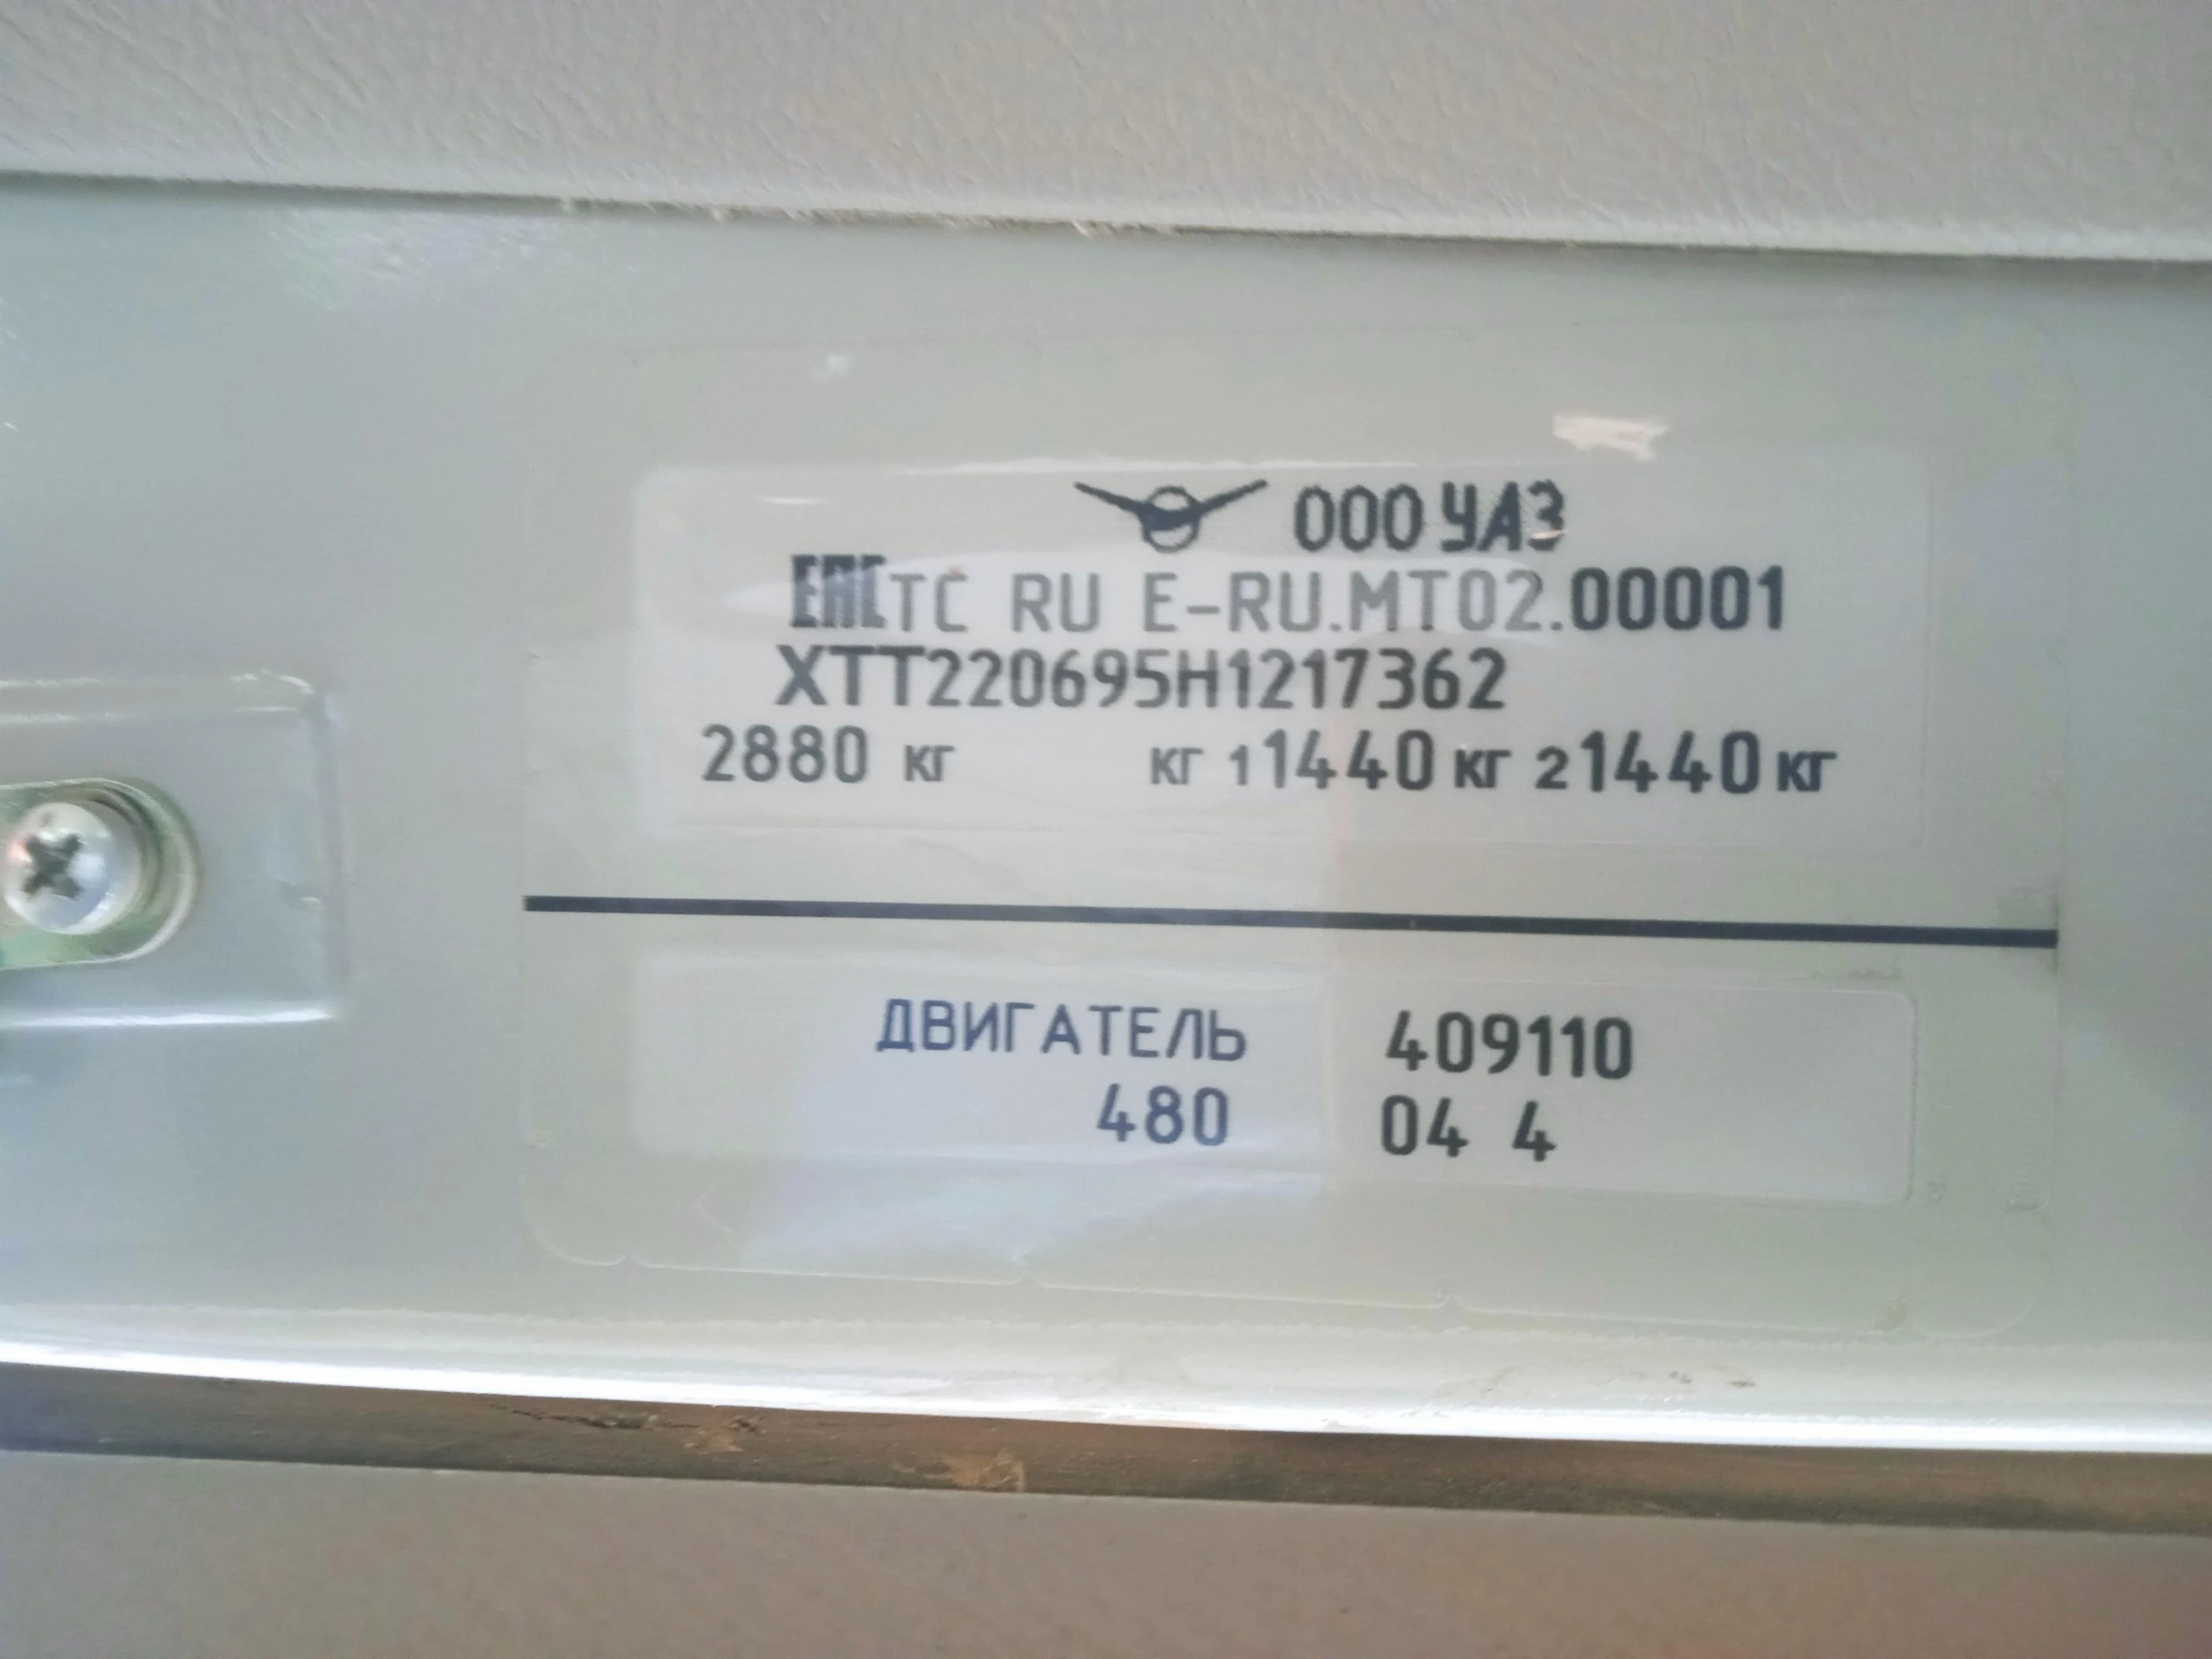 ООО УАЗ
ЕАС ТС RU E-RU.MT02.00001
XTT220695H1217362
2880 кг кг 1 1440 кг 2 1440 кг
ДВИГАТЕЛЬ 409110
480 04 4